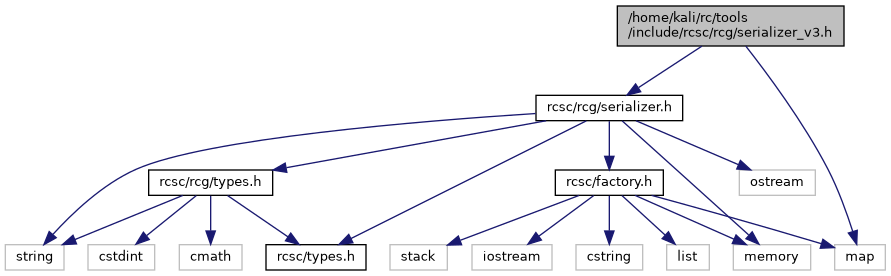 /home/kali/rc/tools
/include/rcsc/rcg/serializer_v3.h
rcsc/rcg/serializer.h
rcsc/rcg/types.h
rcsc/factory.h
ostream
string
cstdint
cmath
rcsc/types.h
stack
iostream
cstring
list
memory
map